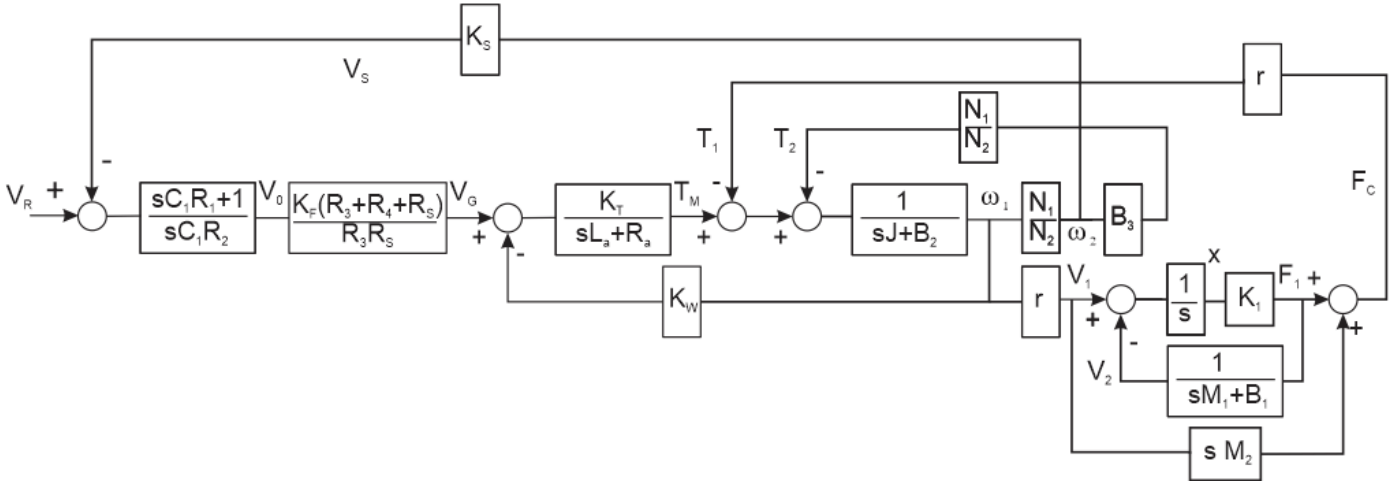 K_S
V_S
r
N_1
N_2
T_1
T_2
F_C
V_R
+
-
sC_1R_1+1
sC_1R_2
V_0
K_F(R_3+R_4+R_S)
R_3R_S
V_G
+
-
K_T
sL_a+R_a
T_M
+
-
+
-
1
sJ+B_2
ω_1
N_1
N_2
ω_2
B_3
K_W
r
V_1
+
-
1
s
x
K_1
F_1
+
+
V_2
1
sM_1+B_1
s M_2